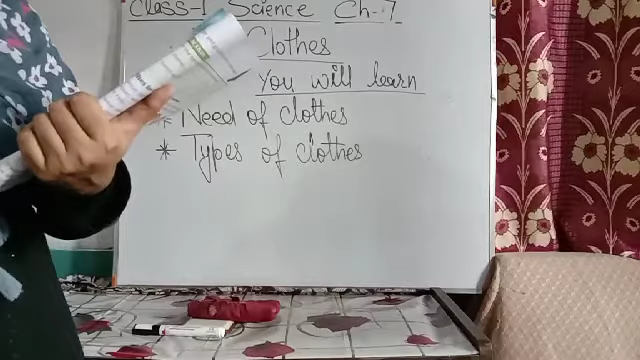 Class-1 Science Ch-7
Clothes
You will learn
* Need of clothes
* Types of clothes